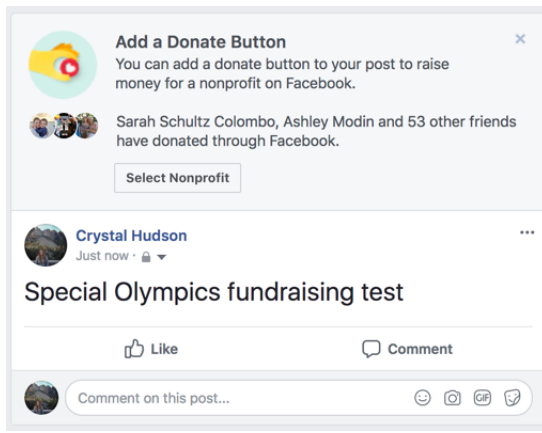 Add a Donate Button
You can add a donate button to your post to raise
money for a nonprofit on Facebook.
Sarah Schultz Colombo, Ashley Modin and 53 other friends
have donated through Facebook.
Select Nonprofit
Crystal Hudson
Just now ·
Special Olympics fundraising test
Like
Comment
Comment on this post...
GIF